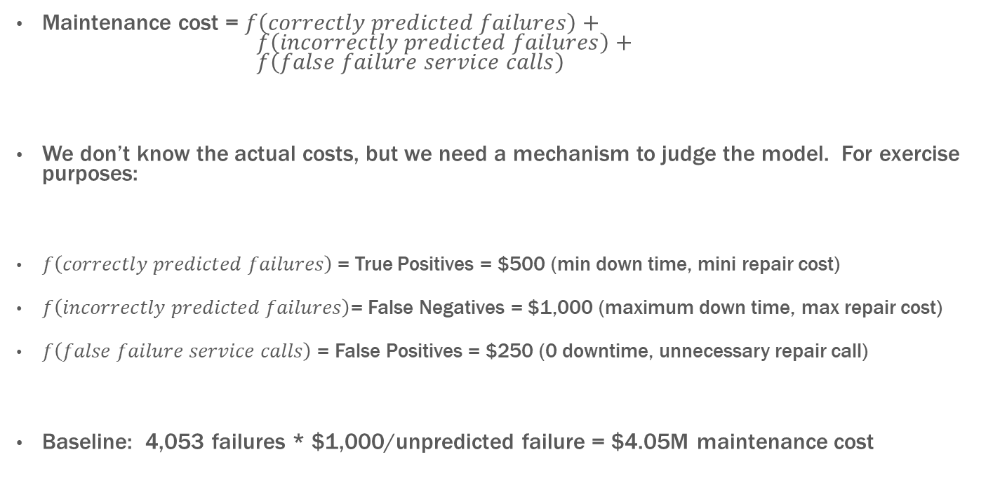 • Maintenance cost = f(correctly predicted failures) +
f(incorrectly predicted failures) +
f(false failure service calls)
• We don’t know the actual costs, but we need a mechanism to judge the model.  For exercise
purposes:
• f(correctly predicted failures) = True Positives = $500 (min down time, mini repair cost)
• f(incorrectly predicted failures)= False Negatives = $1,000 (maximum down time, max repair cost)
• f(false failure service calls) = False Positives = $250 (0 downtime, unnecessary repair call)
• Baseline:  4,053 failures * $1,000/unpredicted failure = $4.05M maintenance cost